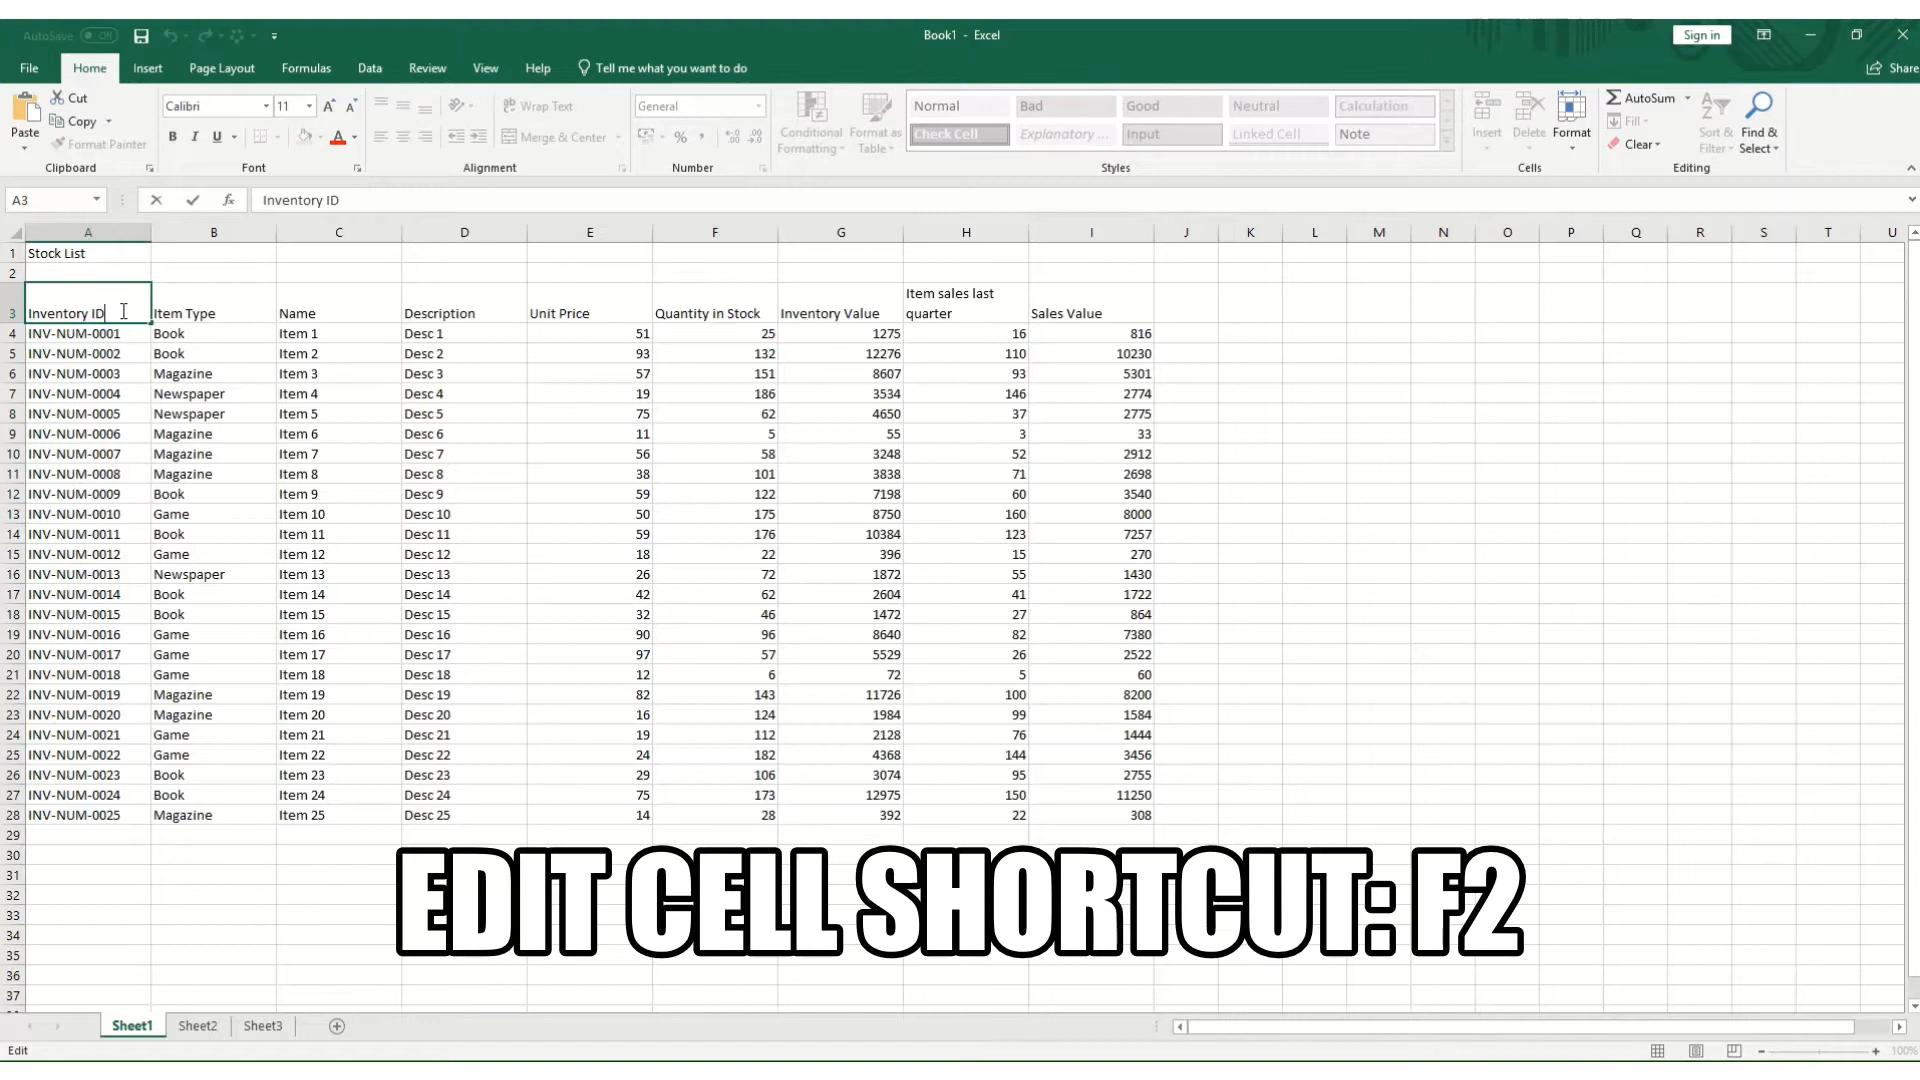 AutoSave Off
Book1 - Excel
Sign in
File Home Insert Page Layout Formulas Data Review View Help Tell me what you want to do
Share
Paste
Cut
Copy
Format Painter
Clipboard
Calibri 11
B I U
Font
Wrap Text
Merge & Center
Alignment
General
Number
Conditional Formatting
Format as Table
Normal Bad Good Neutral Calculation
Check Cell Explanatory ... Input Linked Cell Note
Styles
Insert Delete Format
Cells
AutoSum
Fill
Clear
Sort & Filter
Find & Select
Editing
A3 fx Inventory ID
A B C D E F G H I J K L M N O P Q R S T U
1 Stock List
2
3 Inventory ID Item Type Name Description Unit Price Quantity in Stock Inventory Value Item sales last quarter Sales Value
4 INV-NUM-0001 Book Item 1 Desc 1 51 25 1275 16 816
5 INV-NUM-0002 Book Item 2 Desc 2 93 132 12276 110 10230
6 INV-NUM-0003 Magazine Item 3 Desc 3 57 151 8607 93 5301
7 INV-NUM-0004 Newspaper Item 4 Desc 4 19 186 3534 146 2774
8 INV-NUM-0005 Newspaper Item 5 Desc 5 75 62 4650 37 2775
9 INV-NUM-0006 Magazine Item 6 Desc 6 11 5 55 3 33
10 INV-NUM-0007 Magazine Item 7 Desc 7 56 58 3248 52 2912
11 INV-NUM-0008 Magazine Item 8 Desc 8 38 101 3838 71 2698
12 INV-NUM-0009 Book Item 9 Desc 9 59 122 7198 60 3540
13 INV-NUM-0010 Game Item 10 Desc 10 50 175 8750 160 8000
14 INV-NUM-0011 Book Item 11 Desc 11 59 176 10384 123 7257
15 INV-NUM-0012 Game Item 12 Desc 12 18 22 396 15 270
16 INV-NUM-0013 Newspaper Item 13 Desc 13 26 72 1872 55 1430
17 INV-NUM-0014 Book Item 14 Desc 14 42 62 2604 41 1722
18 INV-NUM-0015 Book Item 15 Desc 15 32 46 1472 27 864
19 INV-NUM-0016 Game Item 16 Desc 16 90 96 8640 82 7380
20 INV-NUM-0017 Game Item 17 Desc 17 97 57 5529 26 2522
21 INV-NUM-0018 Game Item 18 Desc 18 12 6 72 5 60
22 INV-NUM-0019 Magazine Item 19 Desc 19 82 143 11726 100 8200
23 INV-NUM-0020 Magazine Item 20 Desc 20 16 124 1984 99 1584
24 INV-NUM-0021 Game Item 21 Desc 21 19 112 2128 76 1444
25 INV-NUM-0022 Game Item 22 Desc 22 24 182 4368 144 3456
26 INV-NUM-0023 Book Item 23 Desc 23 29 106 3074 95 2755
27 INV-NUM-0024 Book Item 24 Desc 24 75 173 12975 150 11250
28 INV-NUM-0025 Magazine Item 25 Desc 25 14 28 392 22 308
29
30
31
32
33
34
35
36
37
EDIT CELL SHORTCUT: F2
Sheet1 Sheet2 Sheet3
Edit
100%